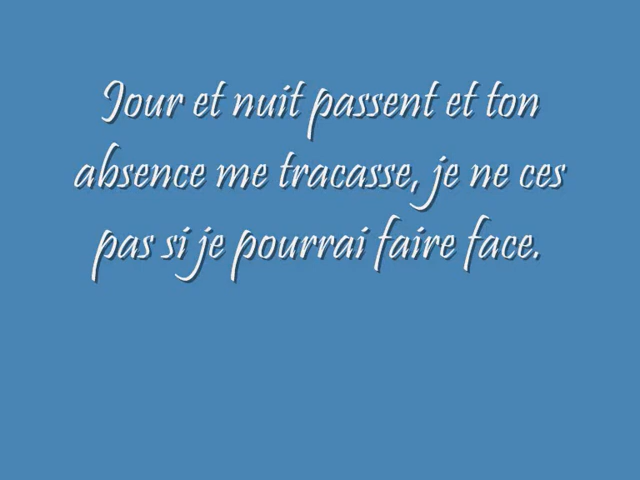 Jour et nuit passent et ton
absence me tracasse, je ne ces
pas si je pourrai faire face.